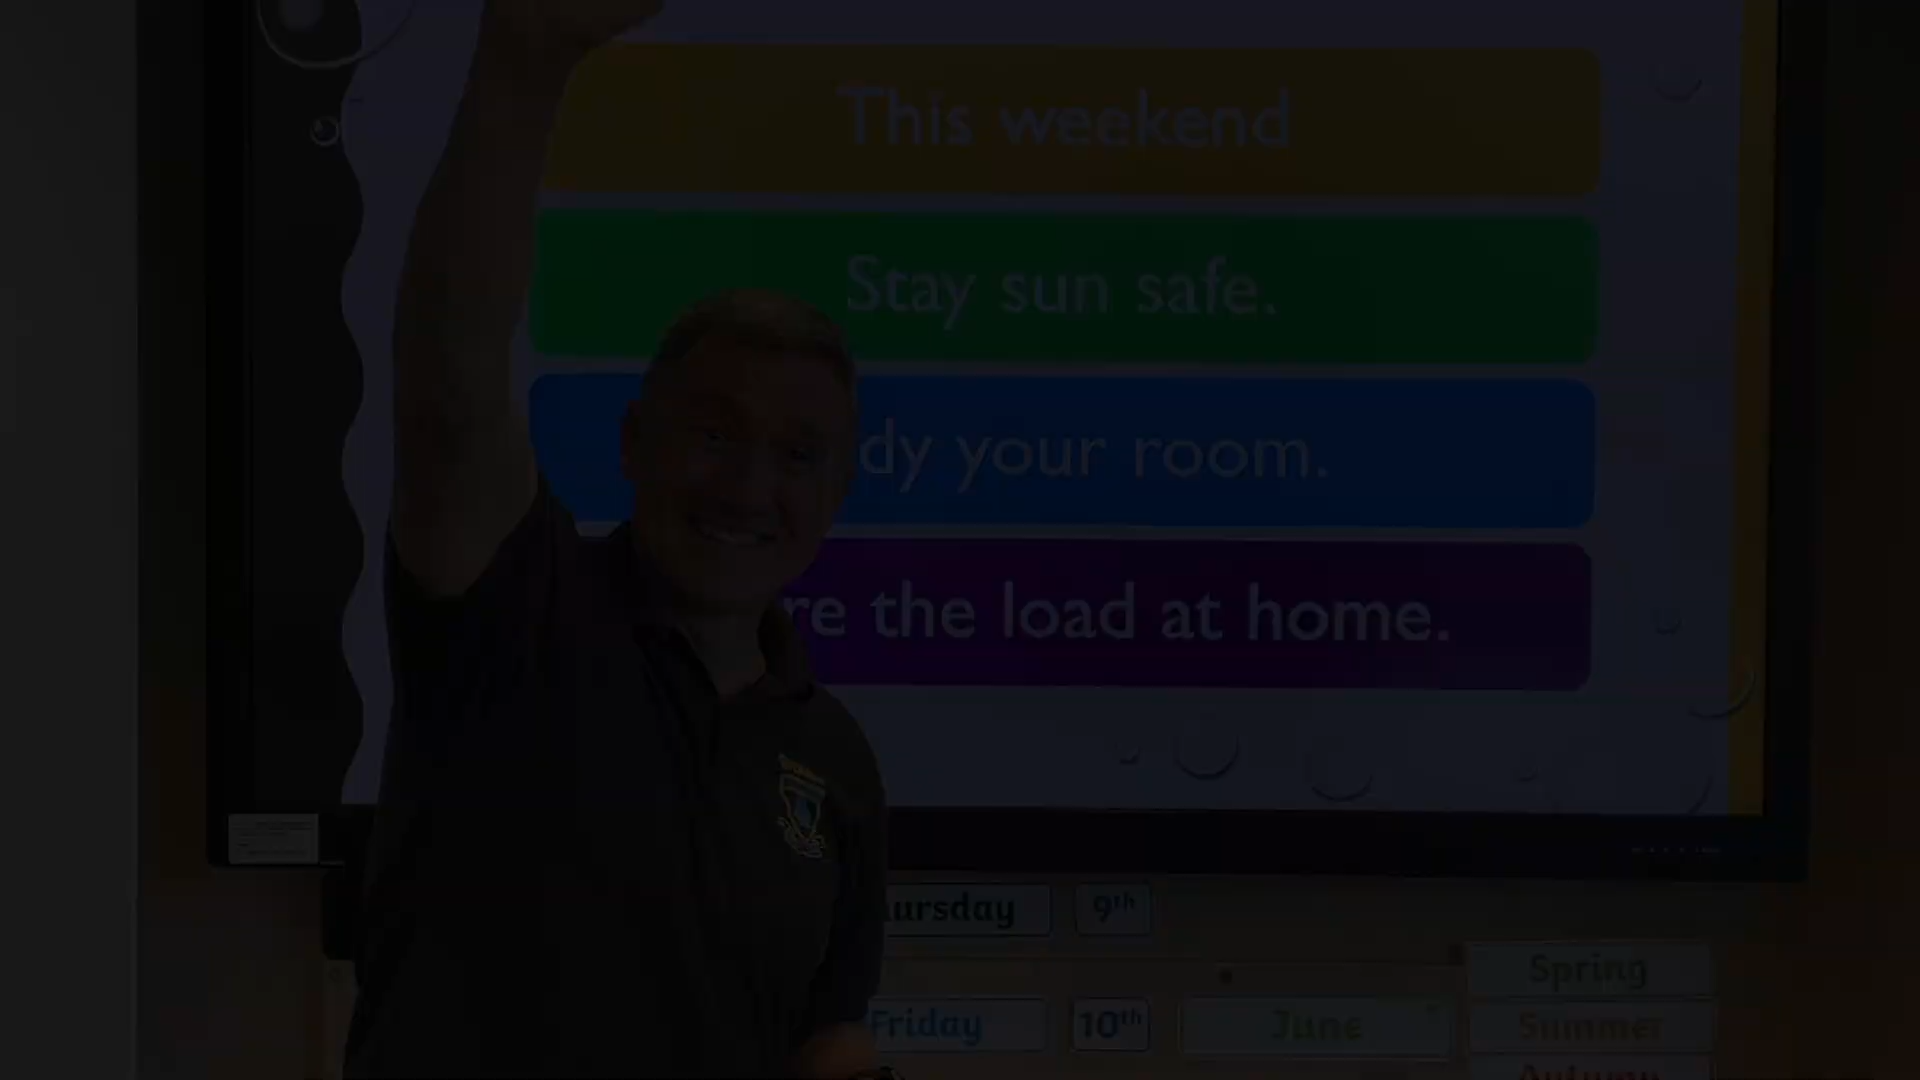 This weekend
Stay sun safe.
dy your room.
re the load at home.
ursday 9th
Friday 10th June
Spring
Summer
Autumn